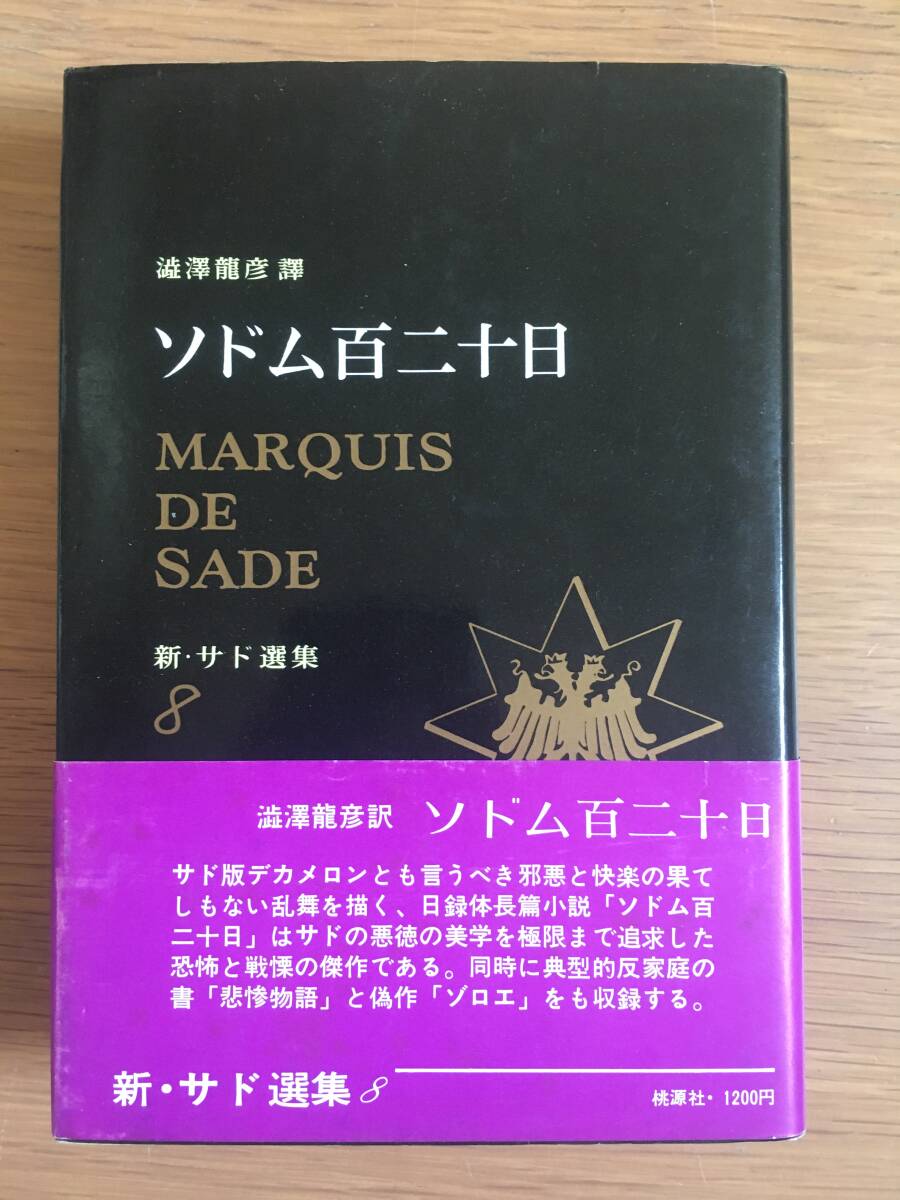 澁澤龍彦 譯
ソドム百二十日
MARQUIS
DE
SADE
新・サド選集
8
澁澤龍彦訳 ソドム百二十日
サド版デカメロンとも言うべき邪悪と快楽の果て
しもない乱舞を描く、日録体長篇小説「ソドム百
二十日」はサドの悪徳の美学を極限まで追求した
恐怖と戦慄の傑作である。同時に典型的反家庭の
書「悲惨物語」と偽作「ゾロエ」をも収録する。
新・サド選集 8
桃源社・1200円